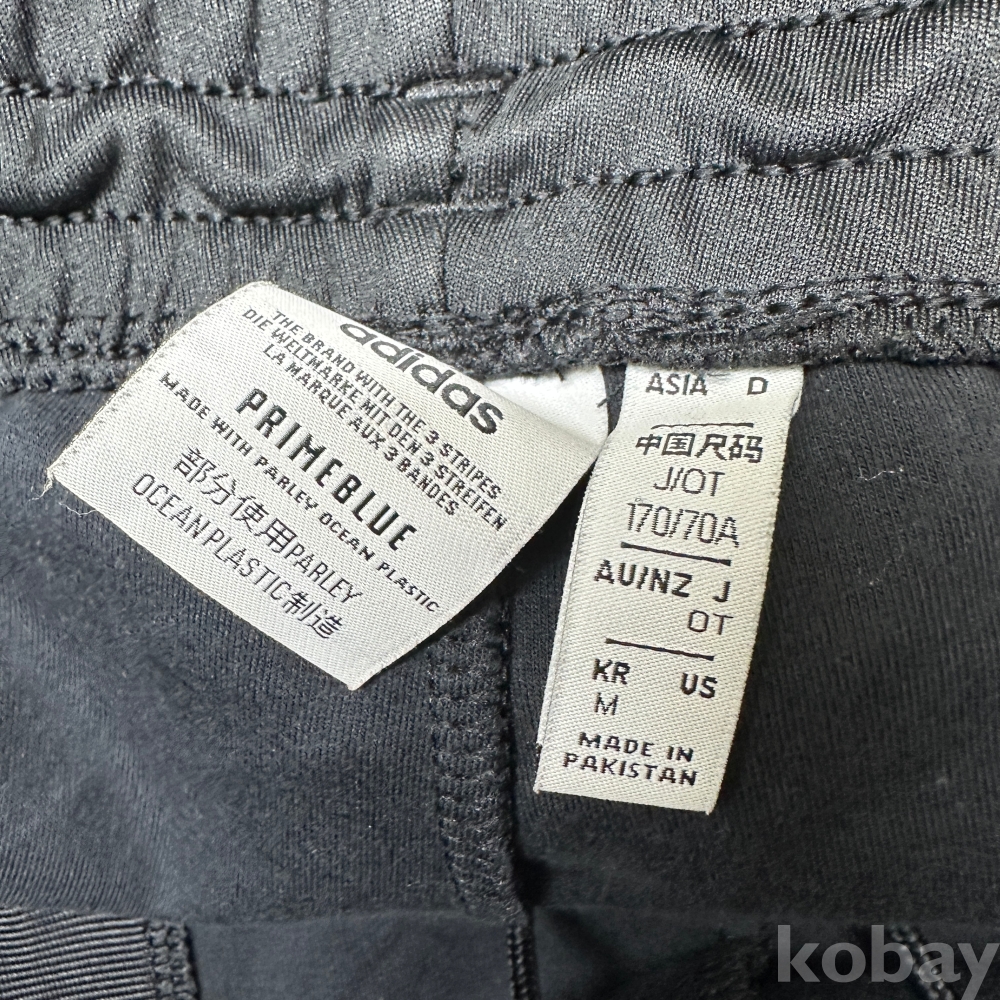 adidas
THE BRAND WITH THE 3 STRIPES
DIE WELTMARKE MIT DEN 3 STREIFEN
LA MARQUE AUX 3 BANDES
PRIMEBLUE
MADE WITH PARLEY OCEAN PLASTIC
部分使用PARLEY
OCEAN PLASTIC制造
ASIA D
中国尺码
J/OT
170/70A
AU/NZ J
OT
KR US
M
MADE IN
PAKISTAN
kobay